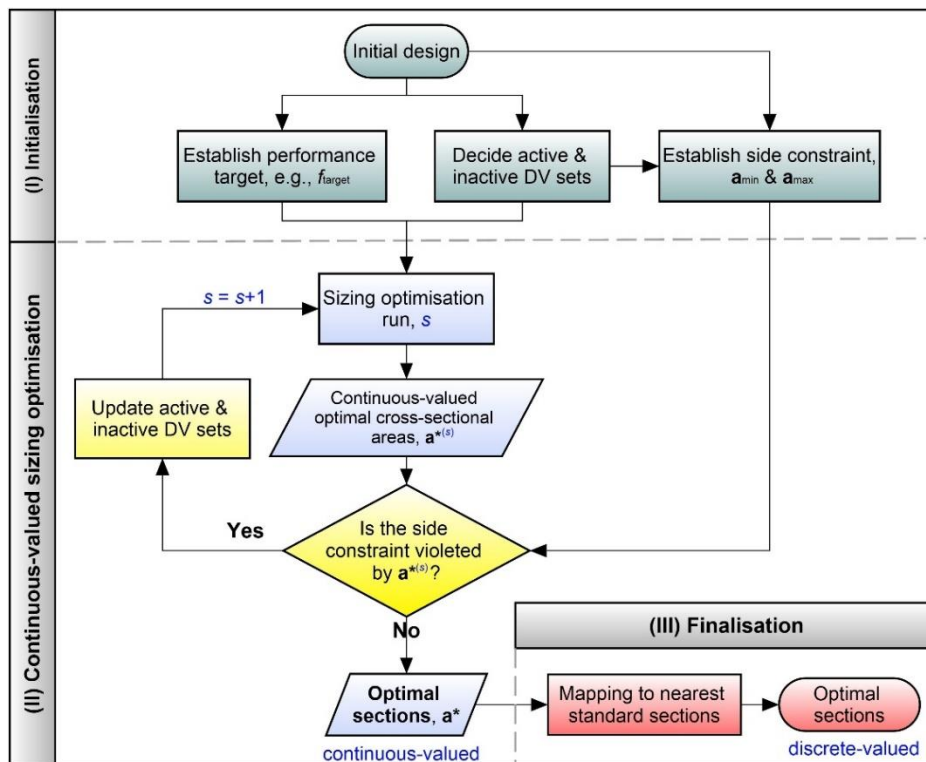 (I) Initialisation
Initial design
Establish performance
target, e.g., ftarget
Decide active &
inactive DV sets
Establish side constraint,
amin & amax
(II) Continuous-valued sizing optimisation
s = s+1
Sizing optimisation
run, s
Update active &
inactive DV sets
Continuous-valued
optimal cross-sectional
areas, a*(s)
Yes
Is the side
constraint violeted
by a*(s)?
No
(III) Finalisation
Optimal
sections, a*
continuous-valued
Mapping to nearest
standard sections
Optimal
sections
discrete-valued